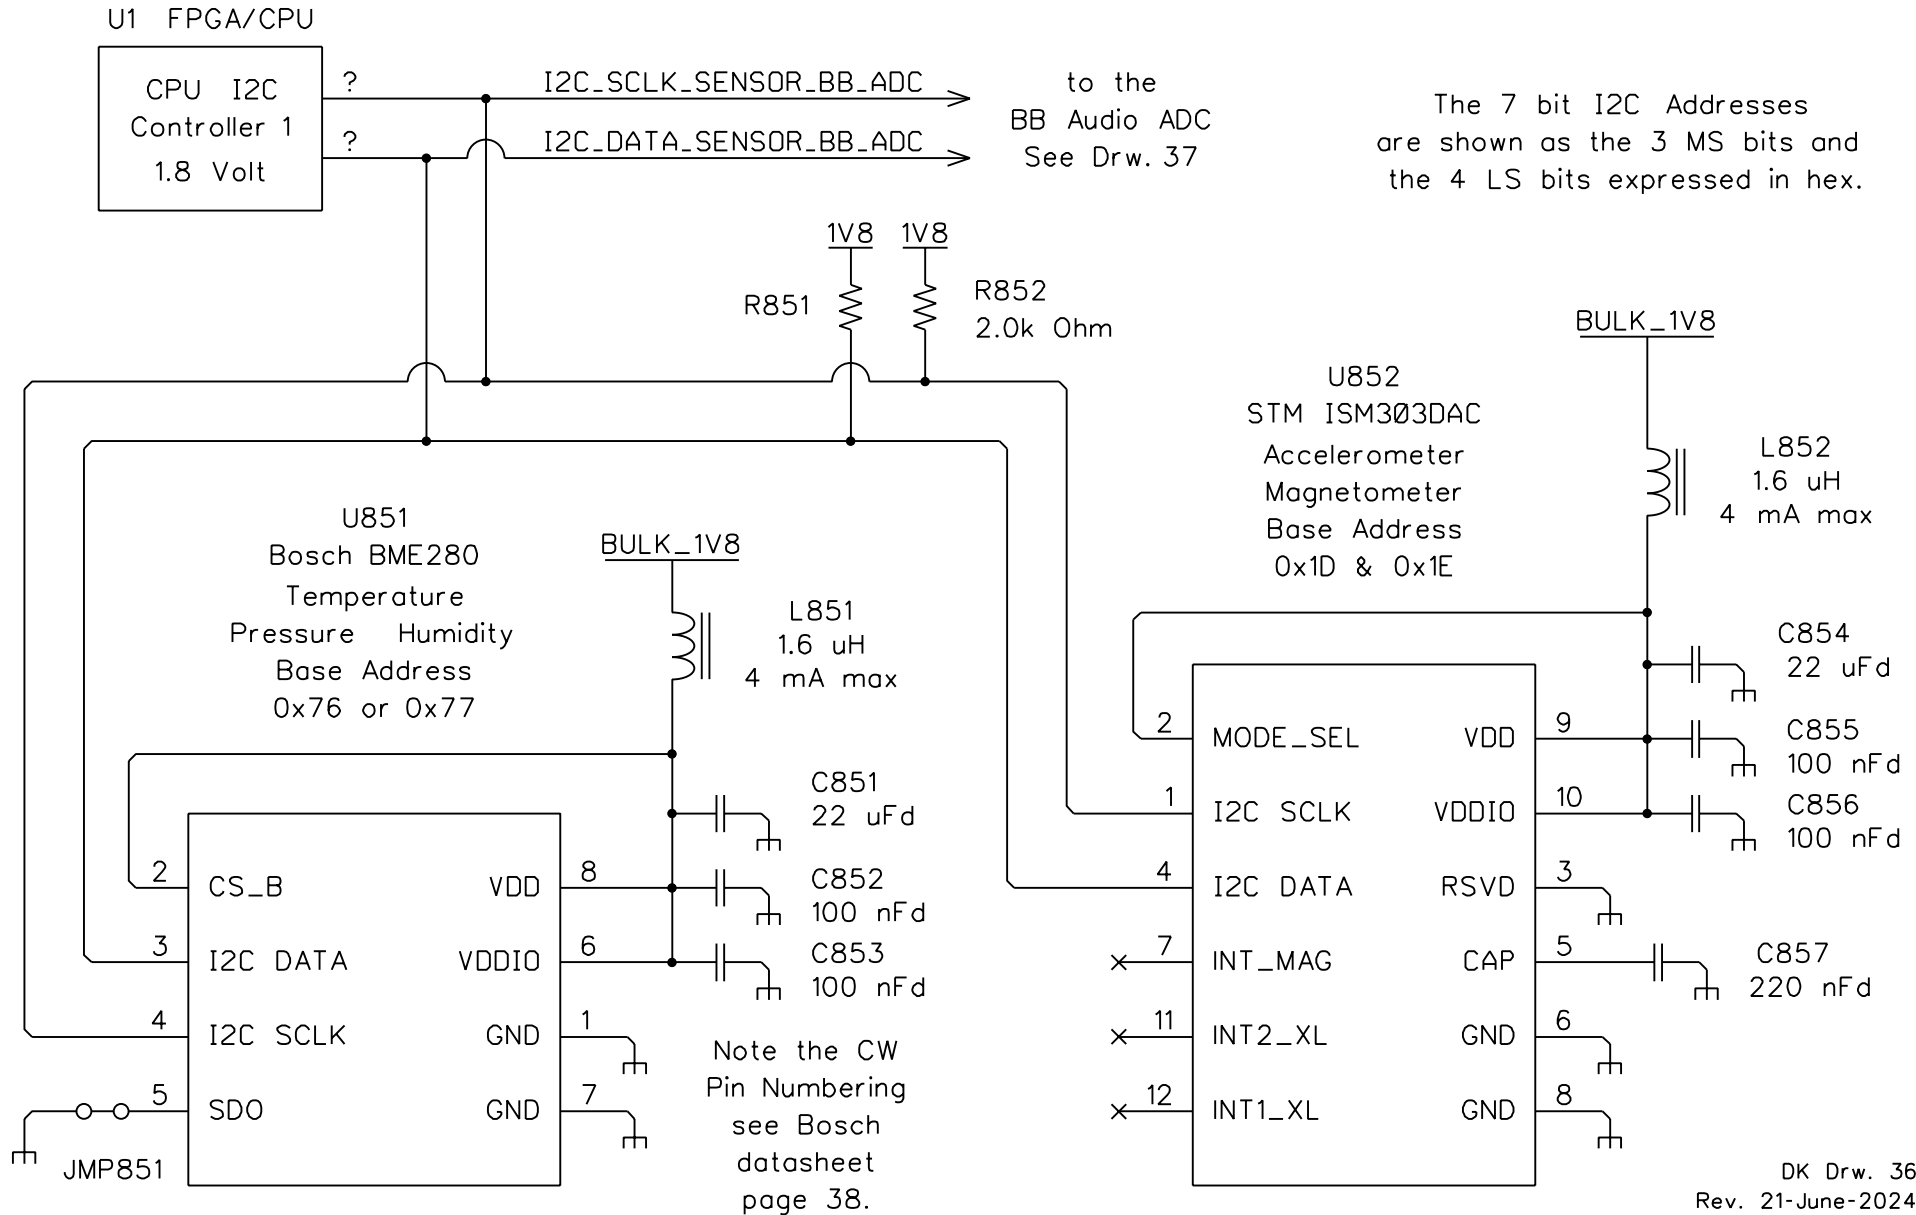 U1 FPGA/CPU
CPU I2C
Controller 1
1.8 Volt
?
?
I2C_SCLK_SENSOR_BB_ADC
I2C_DATA_SENSOR_BB_ADC
to the
BB Audio ADC
See Drw. 37
The 7 bit I2C Addresses
are shown as the 3 MS bits and
the 4 LS bits expressed in hex.
1V8
1V8
R851
R852
2.0k Ohm
BULK_1V8
U852
STM ISM303DAC
Accelerometer
Magnetometer
Base Address
0x1D & 0x1E
L852
1.6 uH
4 mA max
U851
Bosch BME280
Temperature
Pressure Humidity
Base Address
0x76 or 0x77
BULK_1V8
L851
1.6 uH
4 mA max
C851
22 uFd
C852
100 nFd
C853
100 nFd
2 CS_B
3 I2C DATA
4 I2C SCLK
5 SDO
VDD 8
VDDIO 6
GND 1
GND 7
JMP851
Note the CW
Pin Numbering
see Bosch
datasheet
page 38.
C854
22 uFd
C855
100 nFd
C856
100 nFd
C857
220 nFd
2 MODE_SEL
1 I2C SCLK
4 I2C DATA
7 INT_MAG
11 INT2_XL
12 INT1_XL
VDD 9
VDDIO 10
RSVD 3
CAP 5
GND 6
GND 8
DK Drw. 36
Rev. 21-June-2024